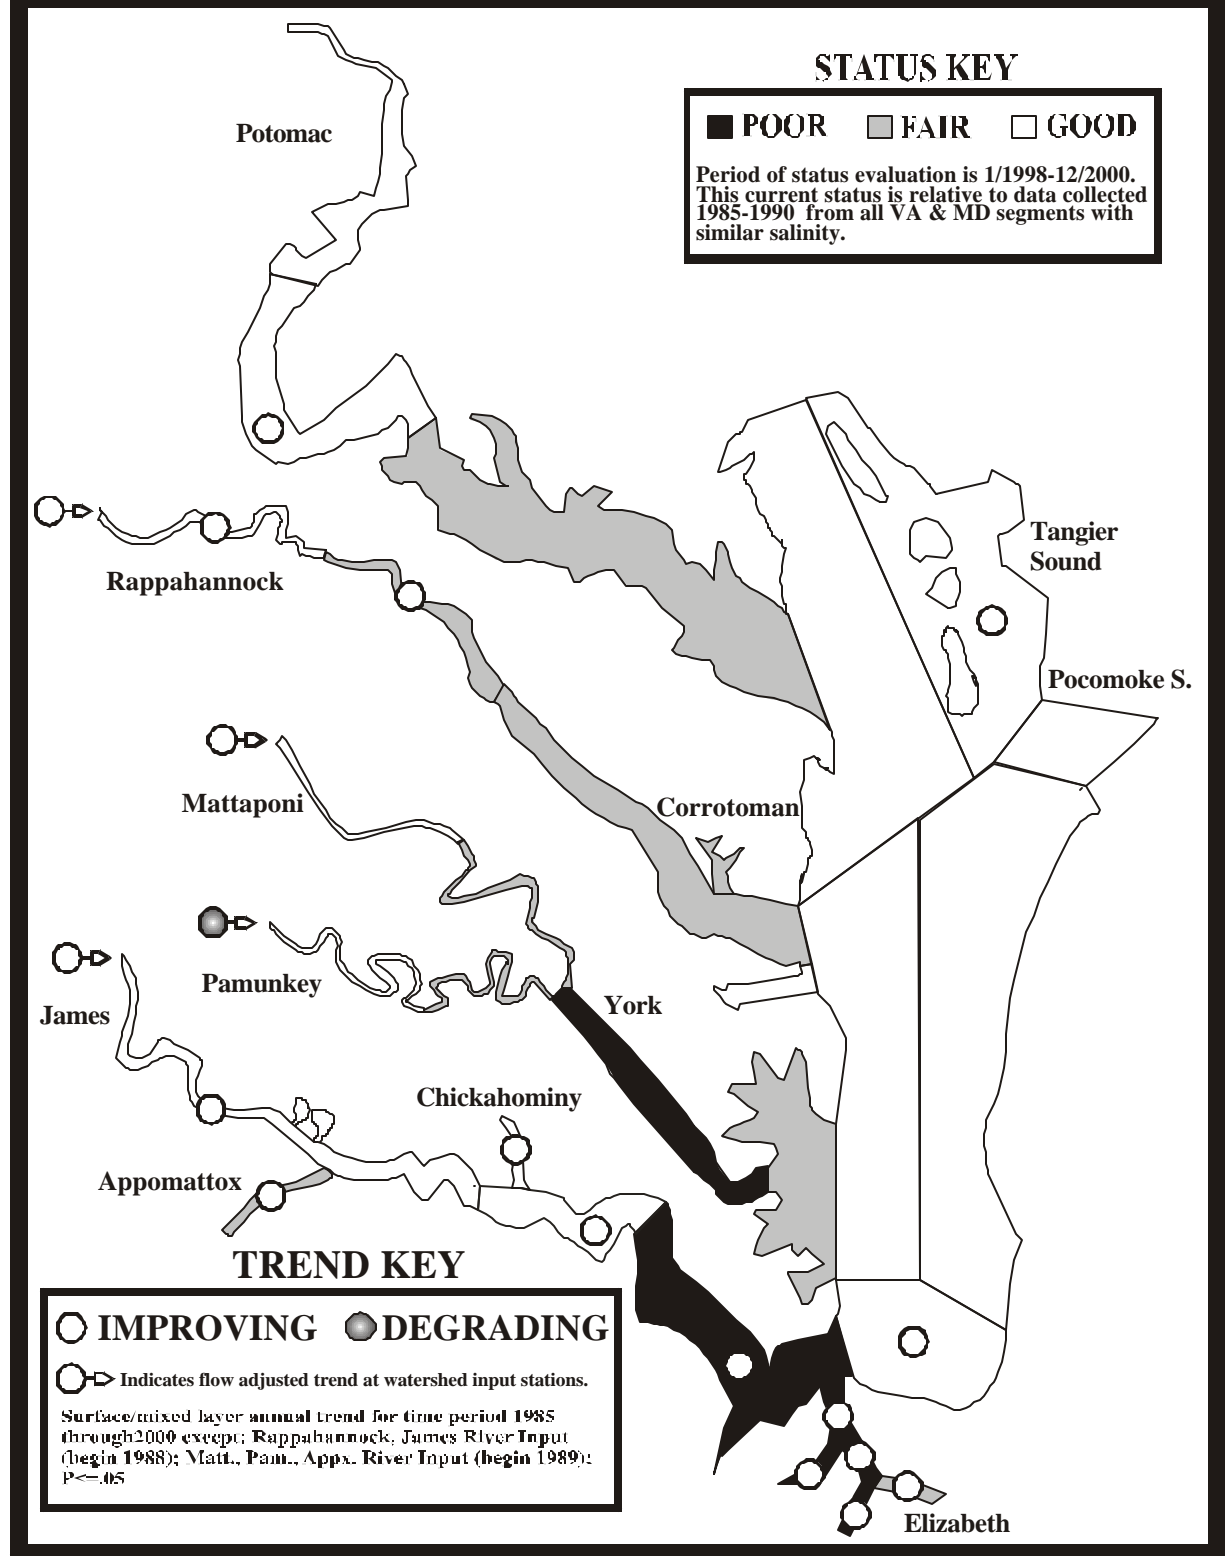 STATUS KEY
POOR FAIR GOOD
Period of status evaluation is 1/1998-12/2000.
This current status is relative to data collected
1985-1990 from all VA & MD segments with
similar salinity.
Potomac
Tangier
Sound
Rappahannock
Pocomoke S.
Mattaponi
Corrotoman
Pamunkey
York
James
Chickahominy
Appomattox
TREND KEY
IMPROVING DEGRADING
Indicates flow adjusted trend at watershed input stations.
Surface/mixed layer annual trend for time period 1985
through2000 except: Rappahannock, James River Input
(begin 1988); Matt., Pam., Appx. River Input (begin 1989);
P<=.05
Elizabeth